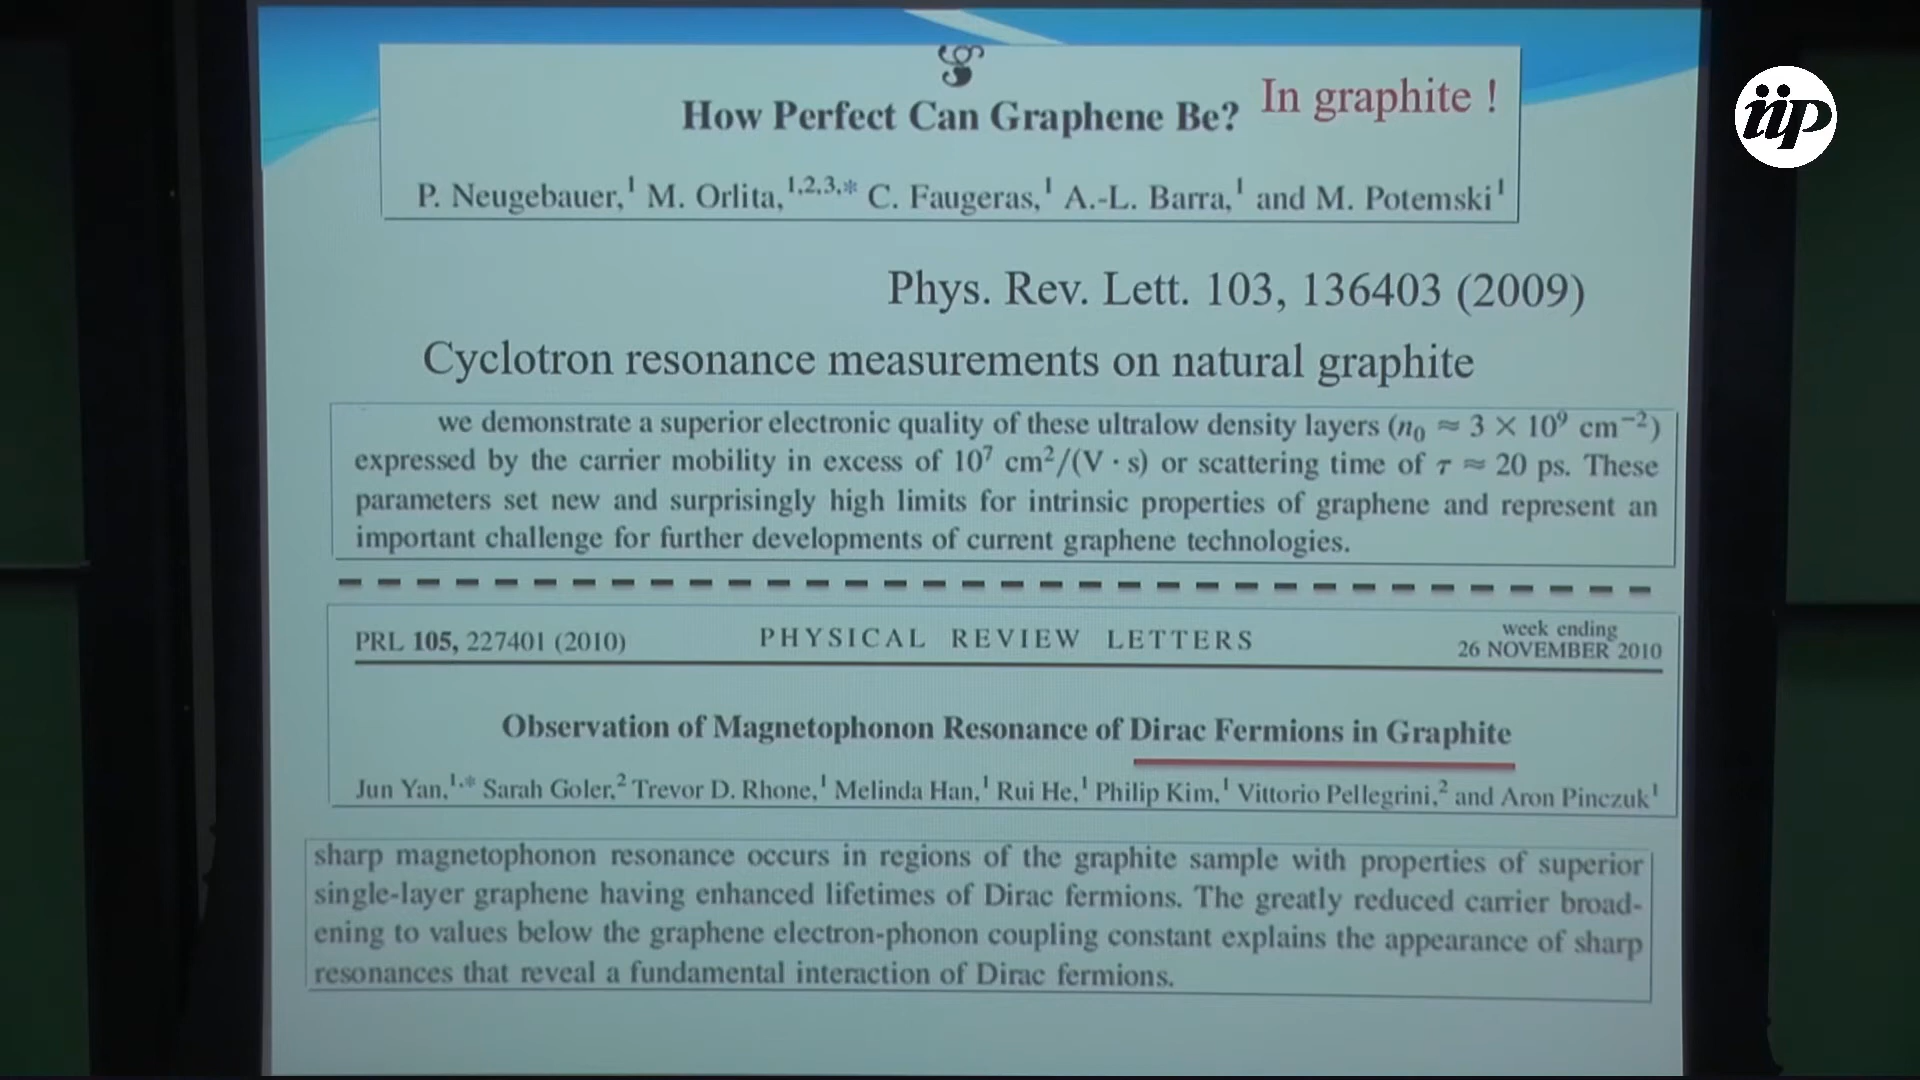 How Perfect Can Graphene Be? In graphite !
iip
P. Neugebauer,¹ M. Orlita,¹,²,³,* C. Faugeras,¹ A.-L. Barra,¹ and M. Potemski¹
Phys. Rev. Lett. 103, 136403 (2009)
Cyclotron resonance measurements on natural graphite
we demonstrate a superior electronic quality of these ultralow density layers (n₀ ≈ 3 × 10⁹ cm⁻²)
expressed by the carrier mobility in excess of 10⁷ cm²/(V · s) or scattering time of τ ≈ 20 ps. These
parameters set new and surprisingly high limits for intrinsic properties of graphene and represent an
important challenge for further developments of current graphene technologies.
PRL 105, 227401 (2010) PHYSICAL REVIEW LETTERS week ending
26 NOVEMBER 2010
Observation of Magnetophonon Resonance of Dirac Fermions in Graphite
Jun Yan,¹,* Sarah Goler,² Trevor D. Rhone,¹ Melinda Han,¹ Rui He,¹ Philip Kim,¹ Vittorio Pellegrini,² and Aron Pinczuk¹
sharp magnetophonon resonance occurs in regions of the graphite sample with properties of superior
single-layer graphene having enhanced lifetimes of Dirac fermions. The greatly reduced carrier broad-
ening to values below the graphene electron-phonon coupling constant explains the appearance of sharp
resonances that reveal a fundamental interaction of Dirac fermions.